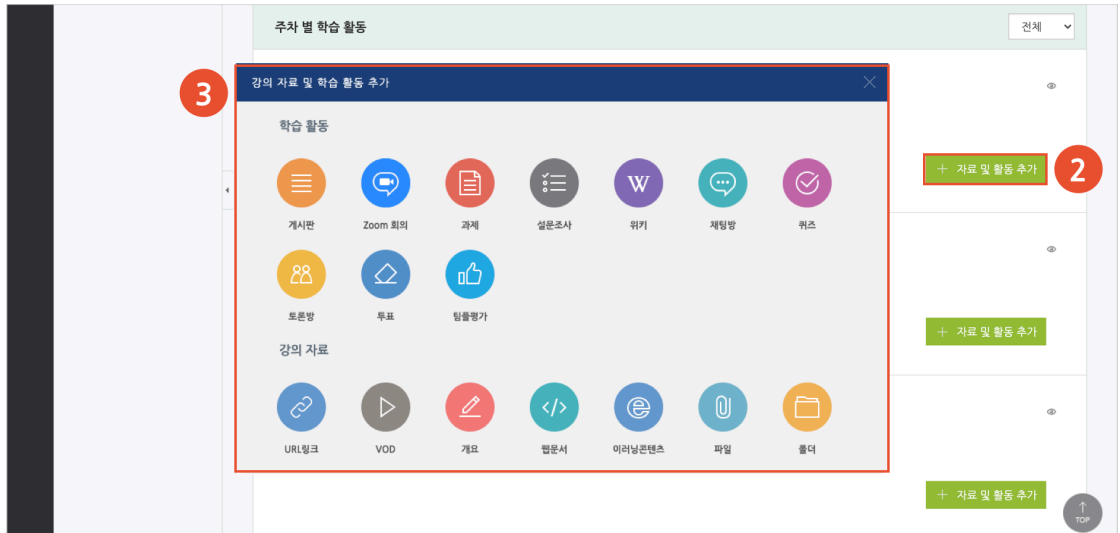 주차 별 학습 활동
전체
3
강의 자료 및 학습 활동 추가
학습 활동
2
+ 자료 및 활동 추가
W
게시판 Zoom 회의 과제 설문조사 위키 채팅방 퀴즈
토론방 투표 팀플평가
+ 자료 및 활동 추가
강의 자료
</>
e
URL링크 VOD 개요 웹문서 이러닝콘텐츠 파일 폴더
+ 자료 및 활동 추가
TOP